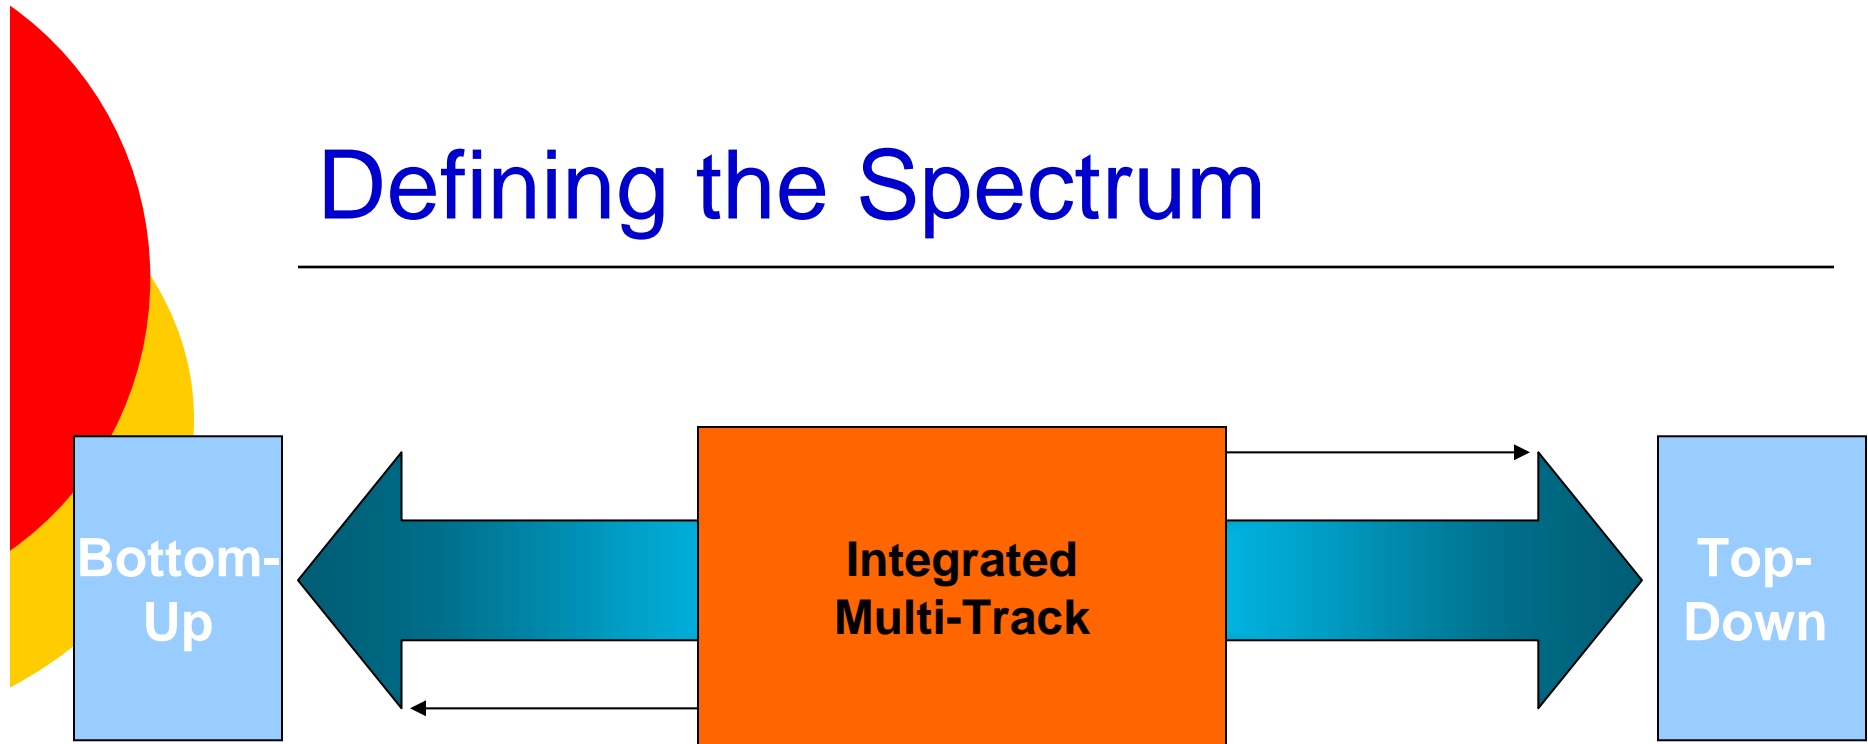 Defining the Spectrum
Bottom-
Up
Integrated
Multi-Track
Top-
Down